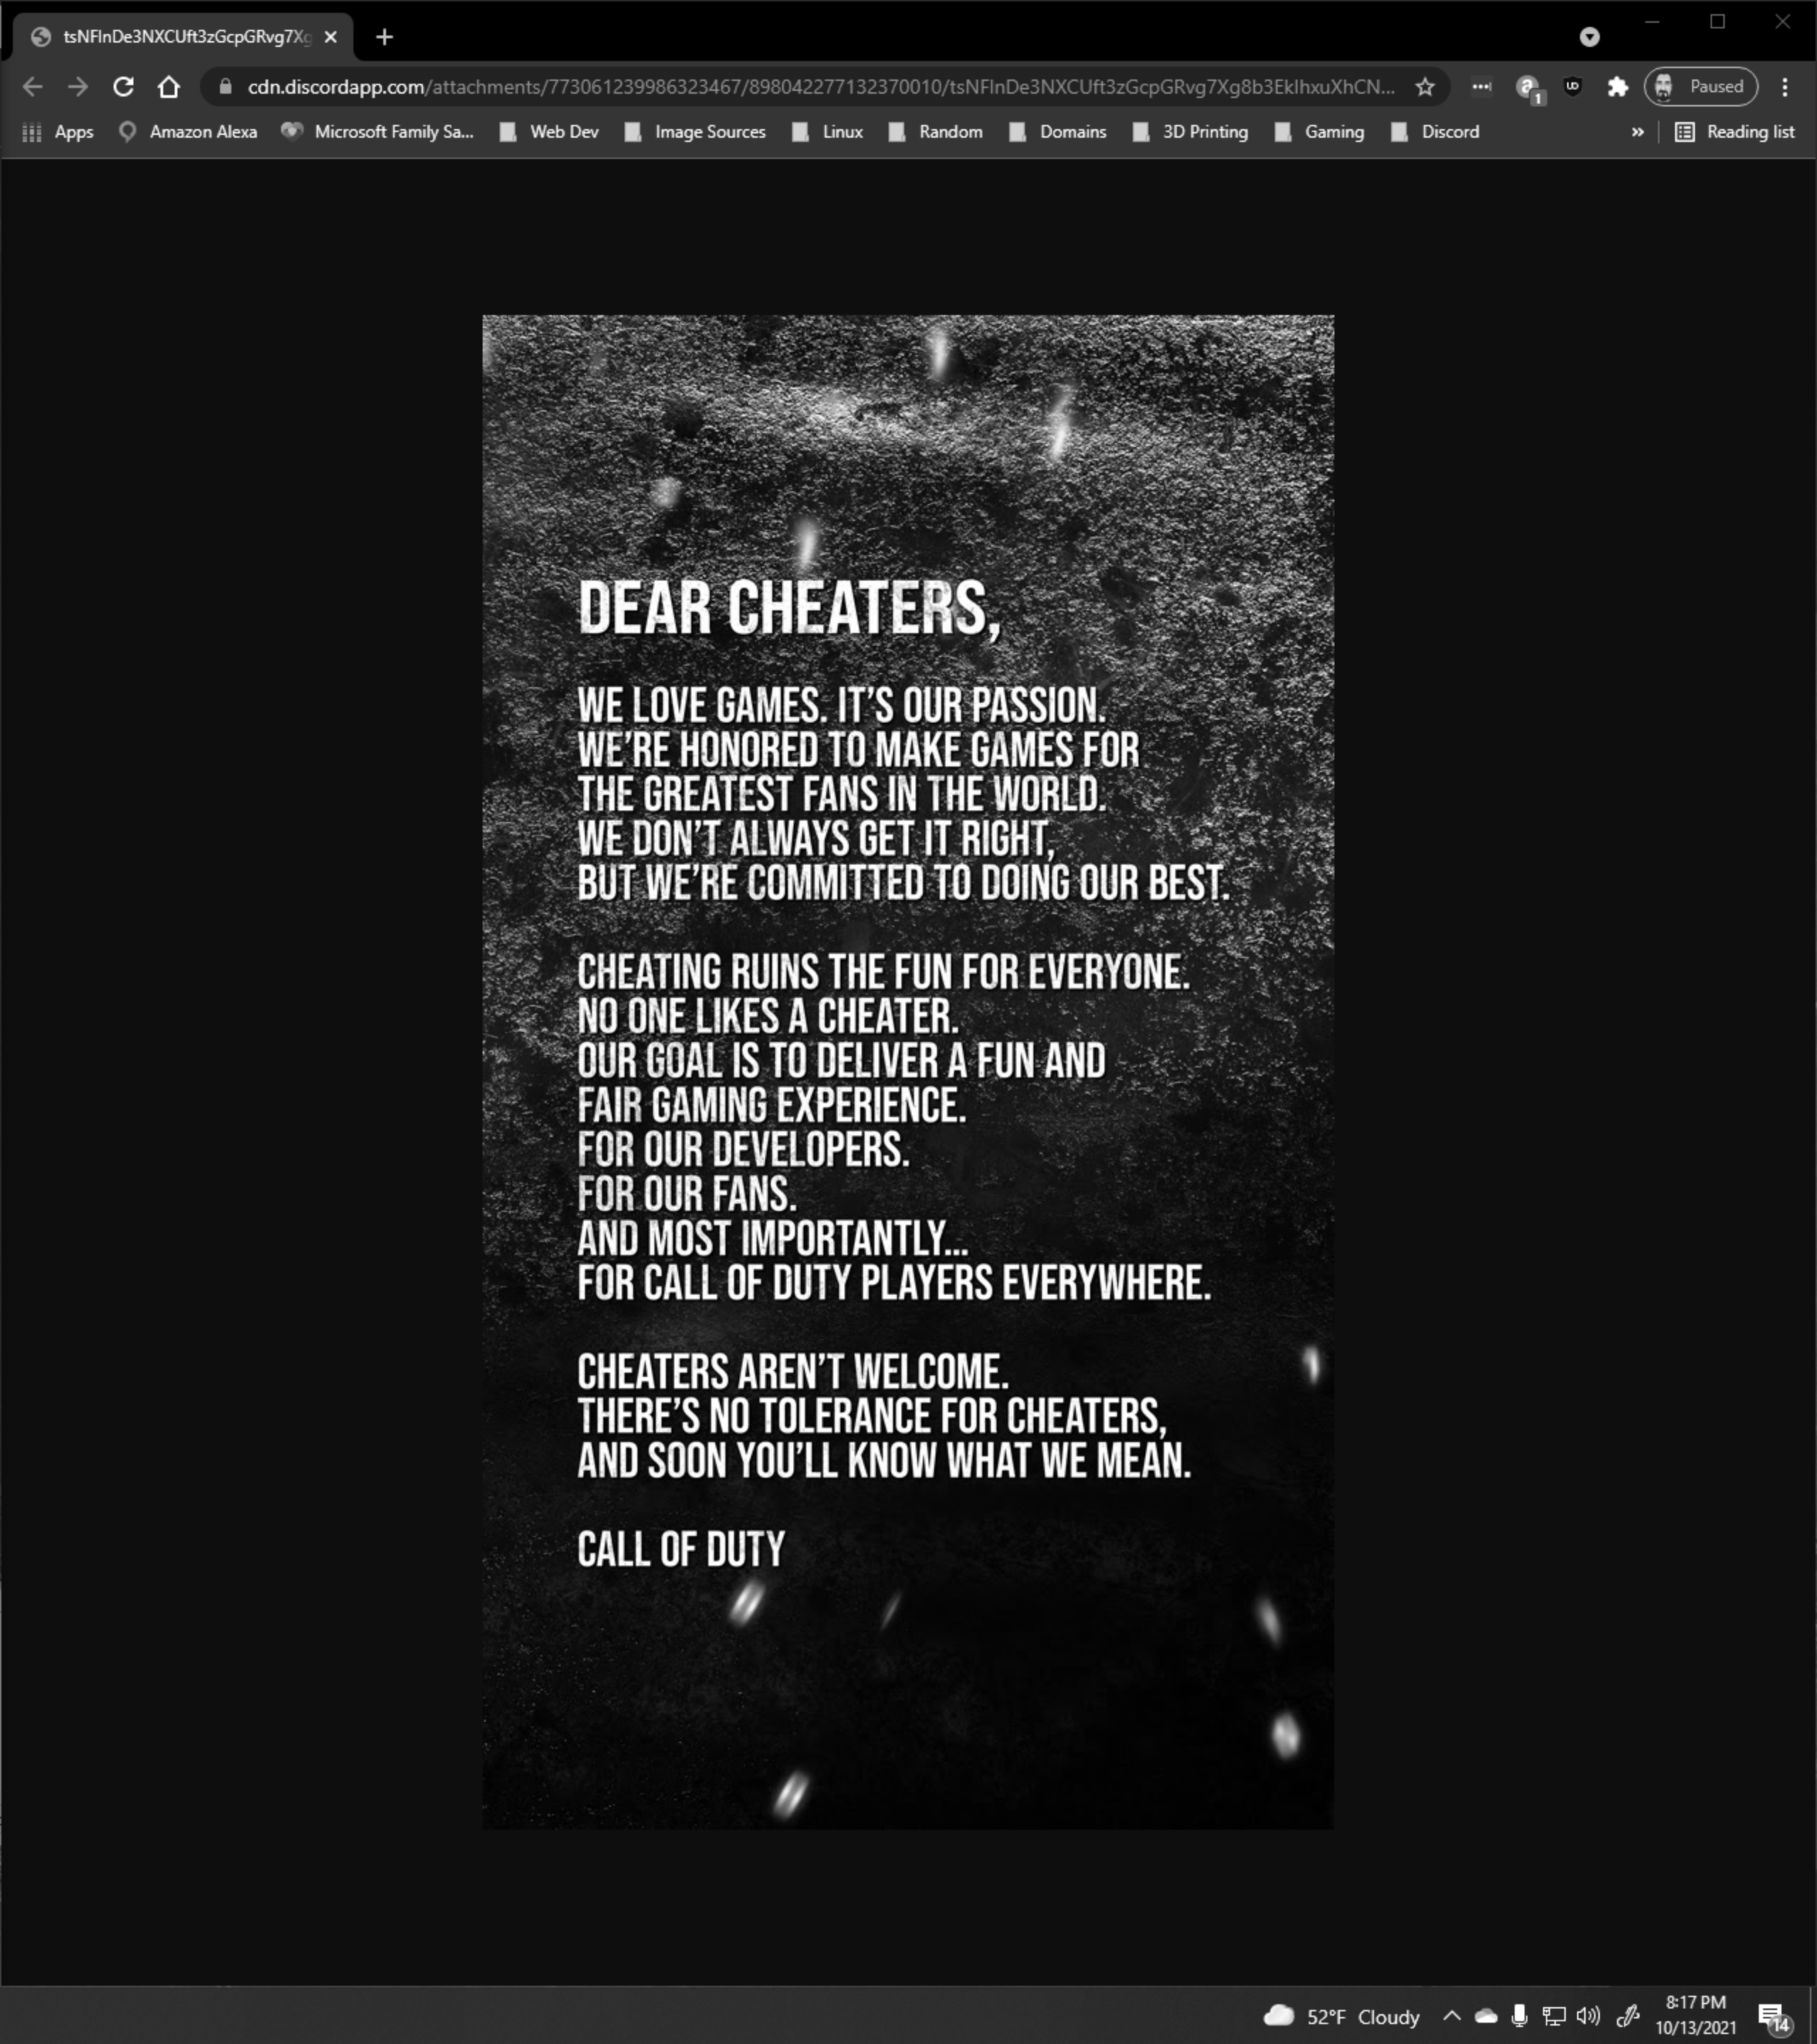 tsNFlnDe3NXCUft3zGcpGRvg7Xg
cdn.discordapp.com/attachments/773061239986323467/898042277132370010/tsNFlnDe3NXCUft3zGcpGRvg7Xg8b3EklhxuXhCN...
1
UD
Paused
Apps
Amazon Alexa
Microsoft Family Sa...
Web Dev
Image Sources
Linux
Random
Domains
3D Printing
Gaming
Discord
»
Reading list
DEAR CHEATERS,
WE LOVE GAMES. IT'S OUR PASSION.
WE'RE HONORED TO MAKE GAMES FOR
THE GREATEST FANS IN THE WORLD.
WE DON'T ALWAYS GET IT RIGHT,
BUT WE'RE COMMITTED TO DOING OUR BEST.
CHEATING RUINS THE FUN FOR EVERYONE.
NO ONE LIKES A CHEATER.
OUR GOAL IS TO DELIVER A FUN AND
FAIR GAMING EXPERIENCE.
FOR OUR DEVELOPERS.
FOR OUR FANS.
AND MOST IMPORTANTLY...
FOR CALL OF DUTY PLAYERS EVERYWHERE.
CHEATERS AREN'T WELCOME.
THERE'S NO TOLERANCE FOR CHEATERS,
AND SOON YOU'LL KNOW WHAT WE MEAN.
CALL OF DUTY
52°F Cloudy
8:17 PM
10/13/2021
14